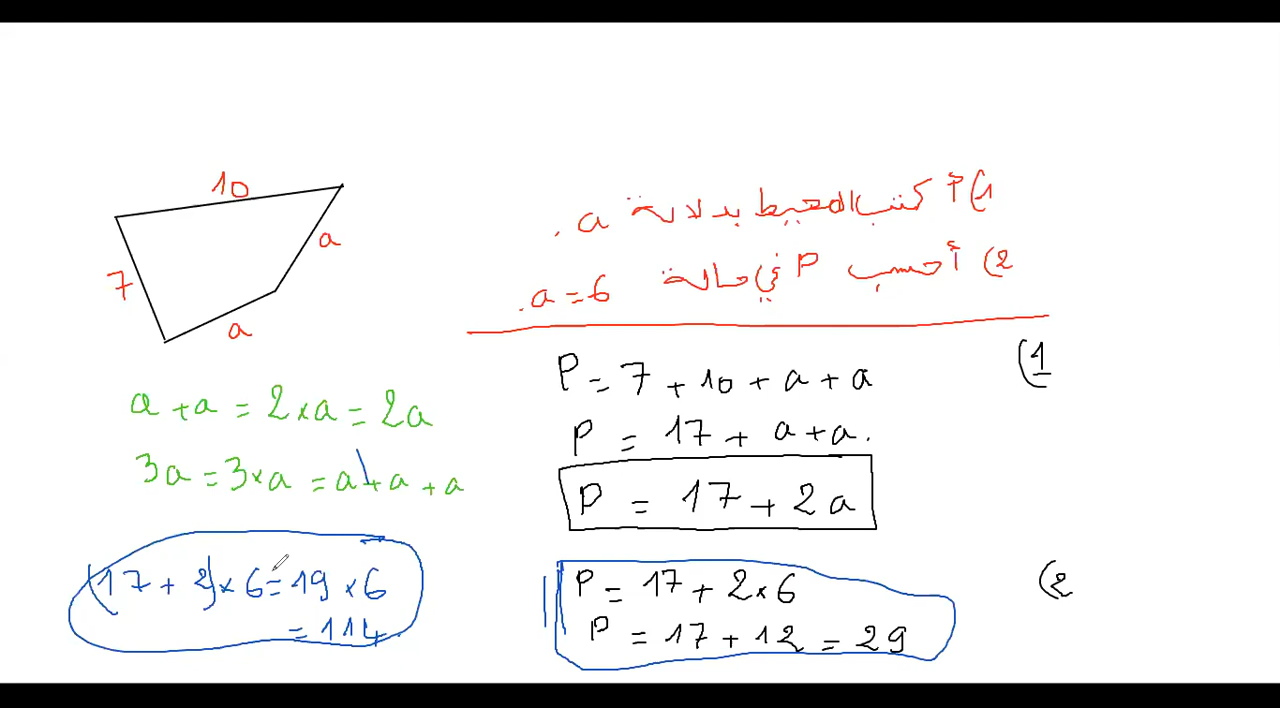 1) أكتب المحيط بدلالة a .
2) أحسب P في حالة a = 6 .
10
a
7
a
1)
P = 7 + 10 + a + a
P = 17 + a + a .
P = 17 + 2a
a + a = 2 × a = 2a
3a = 3 × a = a + a + a
2)
P = 17 + 2 × 6
P = 17 + 12 = 29
(17 + 2) × 6 = 19 × 6
= 114 .